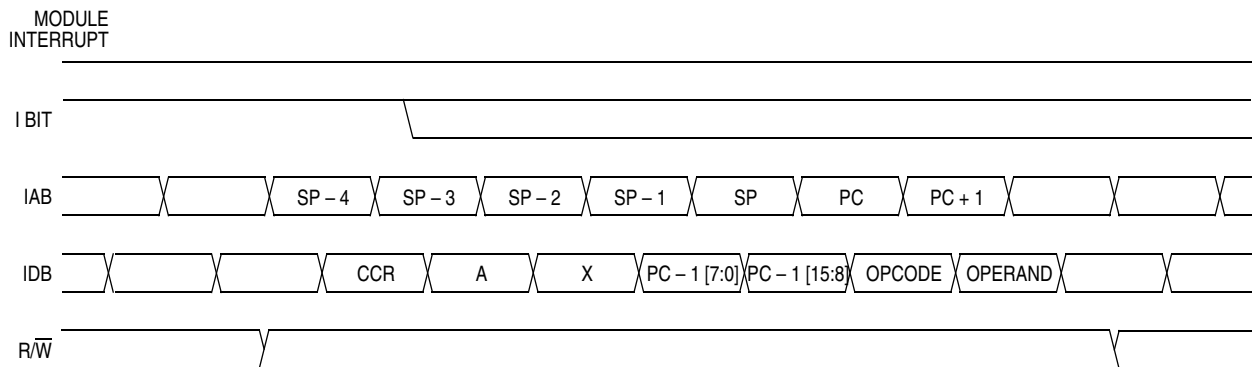 MODULE
INTERRUPT
I BIT
IAB SP – 4 SP – 3 SP – 2 SP – 1 SP PC PC + 1
IDB CCR A X PC – 1 [7:0] PC – 1 [15:8] OPCODE OPERAND
R/W̅